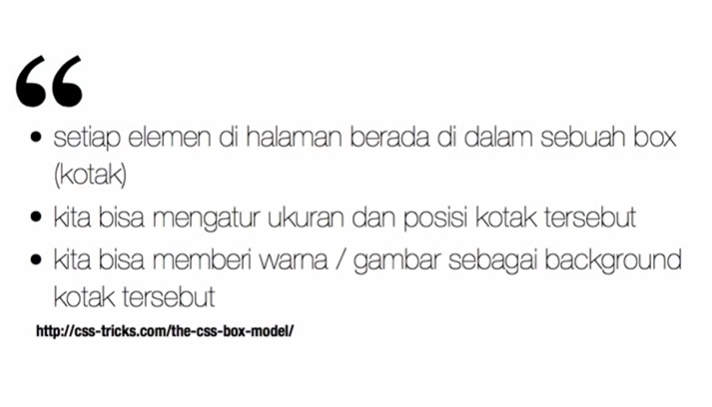 “
• setiap elemen di halaman berada di dalam sebuah box
(kotak)
• kita bisa mengatur ukuran dan posisi kotak tersebut
• kita bisa memberi warna / gambar sebagai background
kotak tersebut
http://css-tricks.com/the-css-box-model/